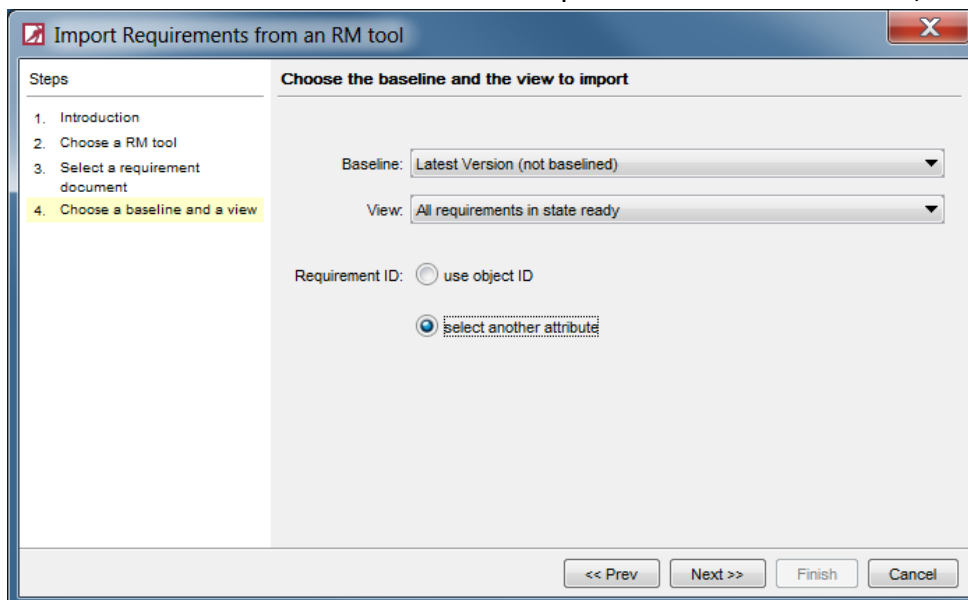 Import Requirements from an RM tool
X
Steps
Choose the baseline and the view to import
1. Introduction
2. Choose a RM tool
3. Select a requirement
document
4. Choose a baseline and a view
Baseline: Latest Version (not baselined)
View: All requirements in state ready
Requirement ID: use object ID
select another attribute
<< Prev Next >> Finish Cancel